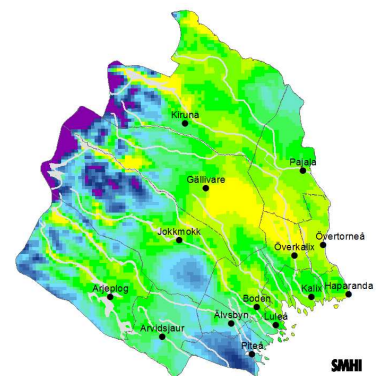 Kiruna
Pajala
Gällivare
Övertorneå
Jokkmokk
Överkalix
Arjeplog
Boden
Kalix
Haparanda
Älvsbyn
Luleå
Arvidsjaur
Piteå
SMHI